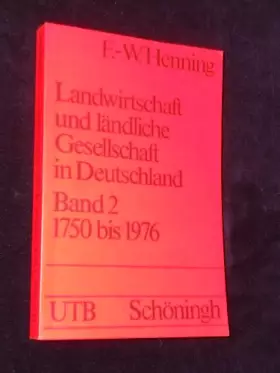 F.-W. Henning
Landwirtschaft
und ländliche
Gesellschaft
in Deutschland
Band 2
1750 bis 1976
UTB Schöningh